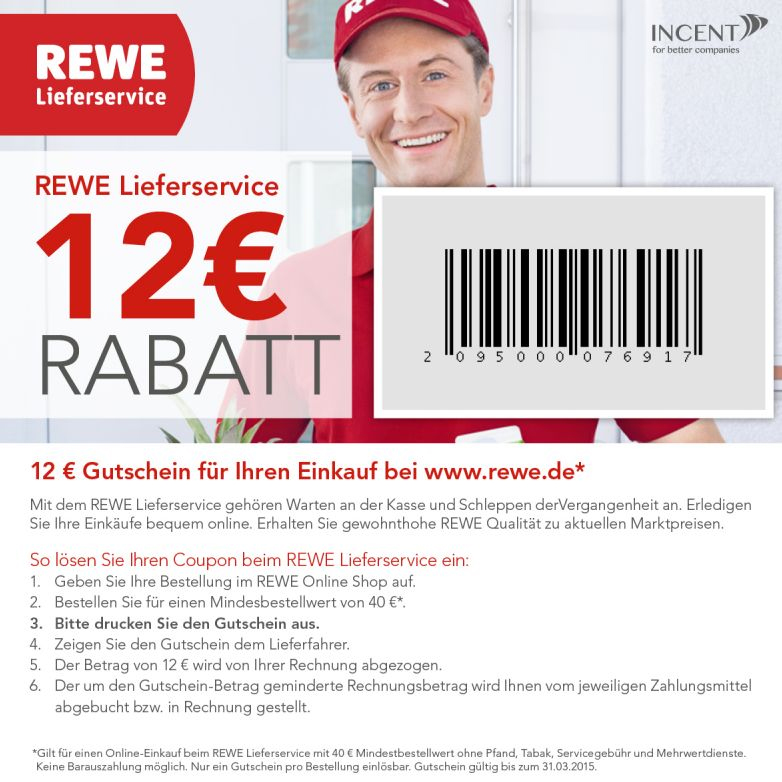 REWE
Lieferservice
REWE
INCENT
for better companies
REWE Lieferservice
12€
RABATT
2 095000 076917
12 € Gutschein für Ihren Einkauf bei www.rewe.de*
Mit dem REWE Lieferservice gehören Warten an der Kasse und Schleppen derVergangenheit an. Erledigen
Sie Ihre Einkäufe bequem online. Erhalten Sie gewohnthohe REWE Qualität zu aktuellen Marktpreisen.
So lösen Sie Ihren Coupon beim REWE Lieferservice ein:
1. Geben Sie Ihre Bestellung im REWE Online Shop auf.
2. Bestellen Sie für einen Mindesbestellwert von 40 €*.
3. Bitte drucken Sie den Gutschein aus.
4. Zeigen Sie den Gutschein dem Lieferfahrer.
5. Der Betrag von 12 € wird von Ihrer Rechnung abgezogen.
6. Der um den Gutschein-Betrag geminderte Rechnungsbetrag wird Ihnen vom jeweiligen Zahlungsmittel
abgebucht bzw. in Rechnung gestellt.
*Gilt für einen Online-Einkauf beim REWE Lieferservice mit 40 € Mindestbestellwert ohne Pfand, Tabak, Servicegebühr und Mehrwertdienste.
Keine Barauszahlung möglich. Nur ein Gutschein pro Bestellung einlösbar. Gutschein gültig bis zum 31.03.2015.